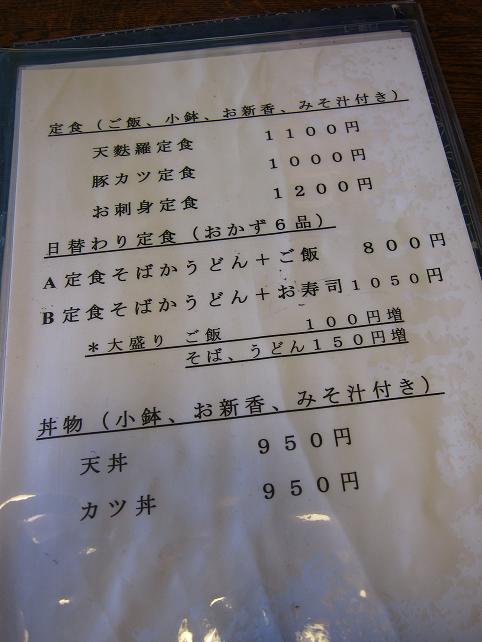 定食（ご飯、小鉢、お新香、みそ汁付き）
天麩羅定食　１１００円
豚カツ定食　１０００円
お刺身定食　１２００円
日替わり定食（おかず６品）
A定食そばかうどん＋ご飯　８００円
B定食そばかうどん＋お寿司１０５０円
＊大盛り　ご飯　１００円増
そば、うどん１５０円増
丼物（小鉢、お新香、みそ汁付き）
天丼　９５０円
カツ丼　９５０円